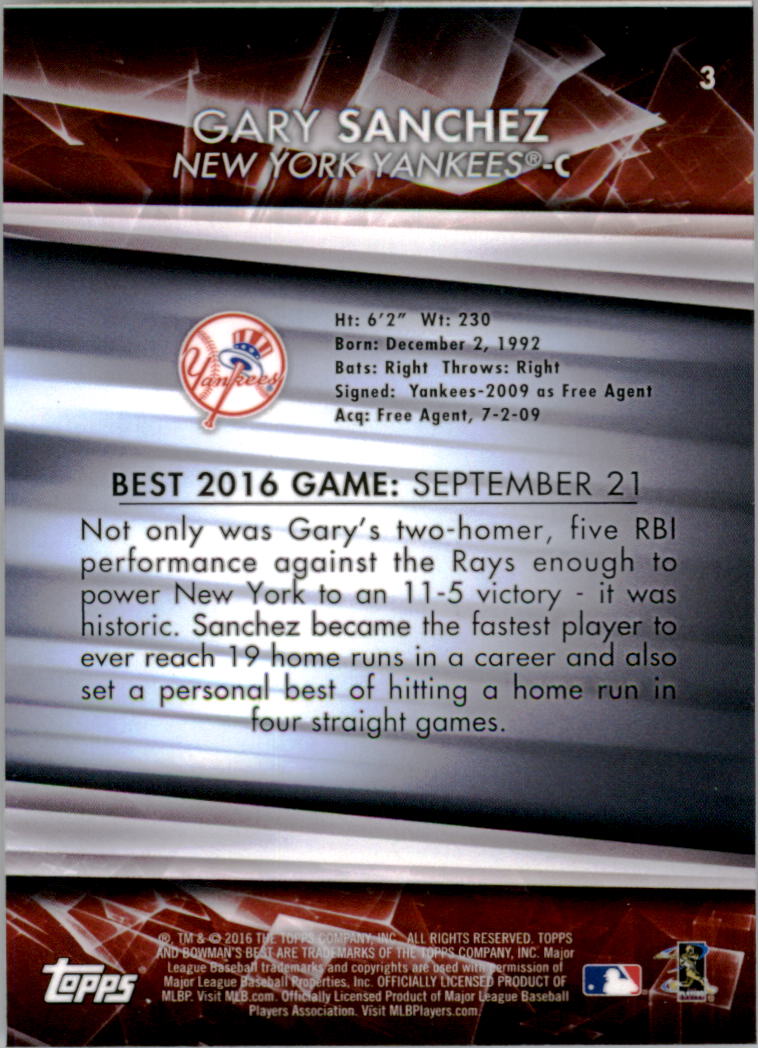 3
GARY SANCHEZ
NEW YORK YANKEES®-C
Yankees
Ht: 6'2" Wt: 230
Born: December 2, 1992
Bats: Right Throws: Right
Signed: Yankees-2009 as Free Agent
Acq: Free Agent, 7-2-09
BEST 2016 GAME: SEPTEMBER 21
Not only was Gary's two-homer, five RBI
performance against the Rays enough to
power New York to an 11-5 victory - it was
historic. Sanchez became the fastest player to
ever reach 19 home runs in a career and also
set a personal best of hitting a home run in
four straight games.
®, TM & © 2016 THE TOPPS COMPANY, INC. ALL RIGHTS RESERVED. TOPPS
AND BOWMAN'S BEST ARE TRADEMARKS OF THE TOPPS COMPANY, INC. Major
League Baseball trademarks and copyrights are used with permission of
Major League Baseball Properties, Inc. OFFICIALLY LICENSED PRODUCT OF
MLBP. Visit MLB.com. Officially Licensed Product of Major League Baseball
Players Association. Visit MLBPlayers.com.
topps